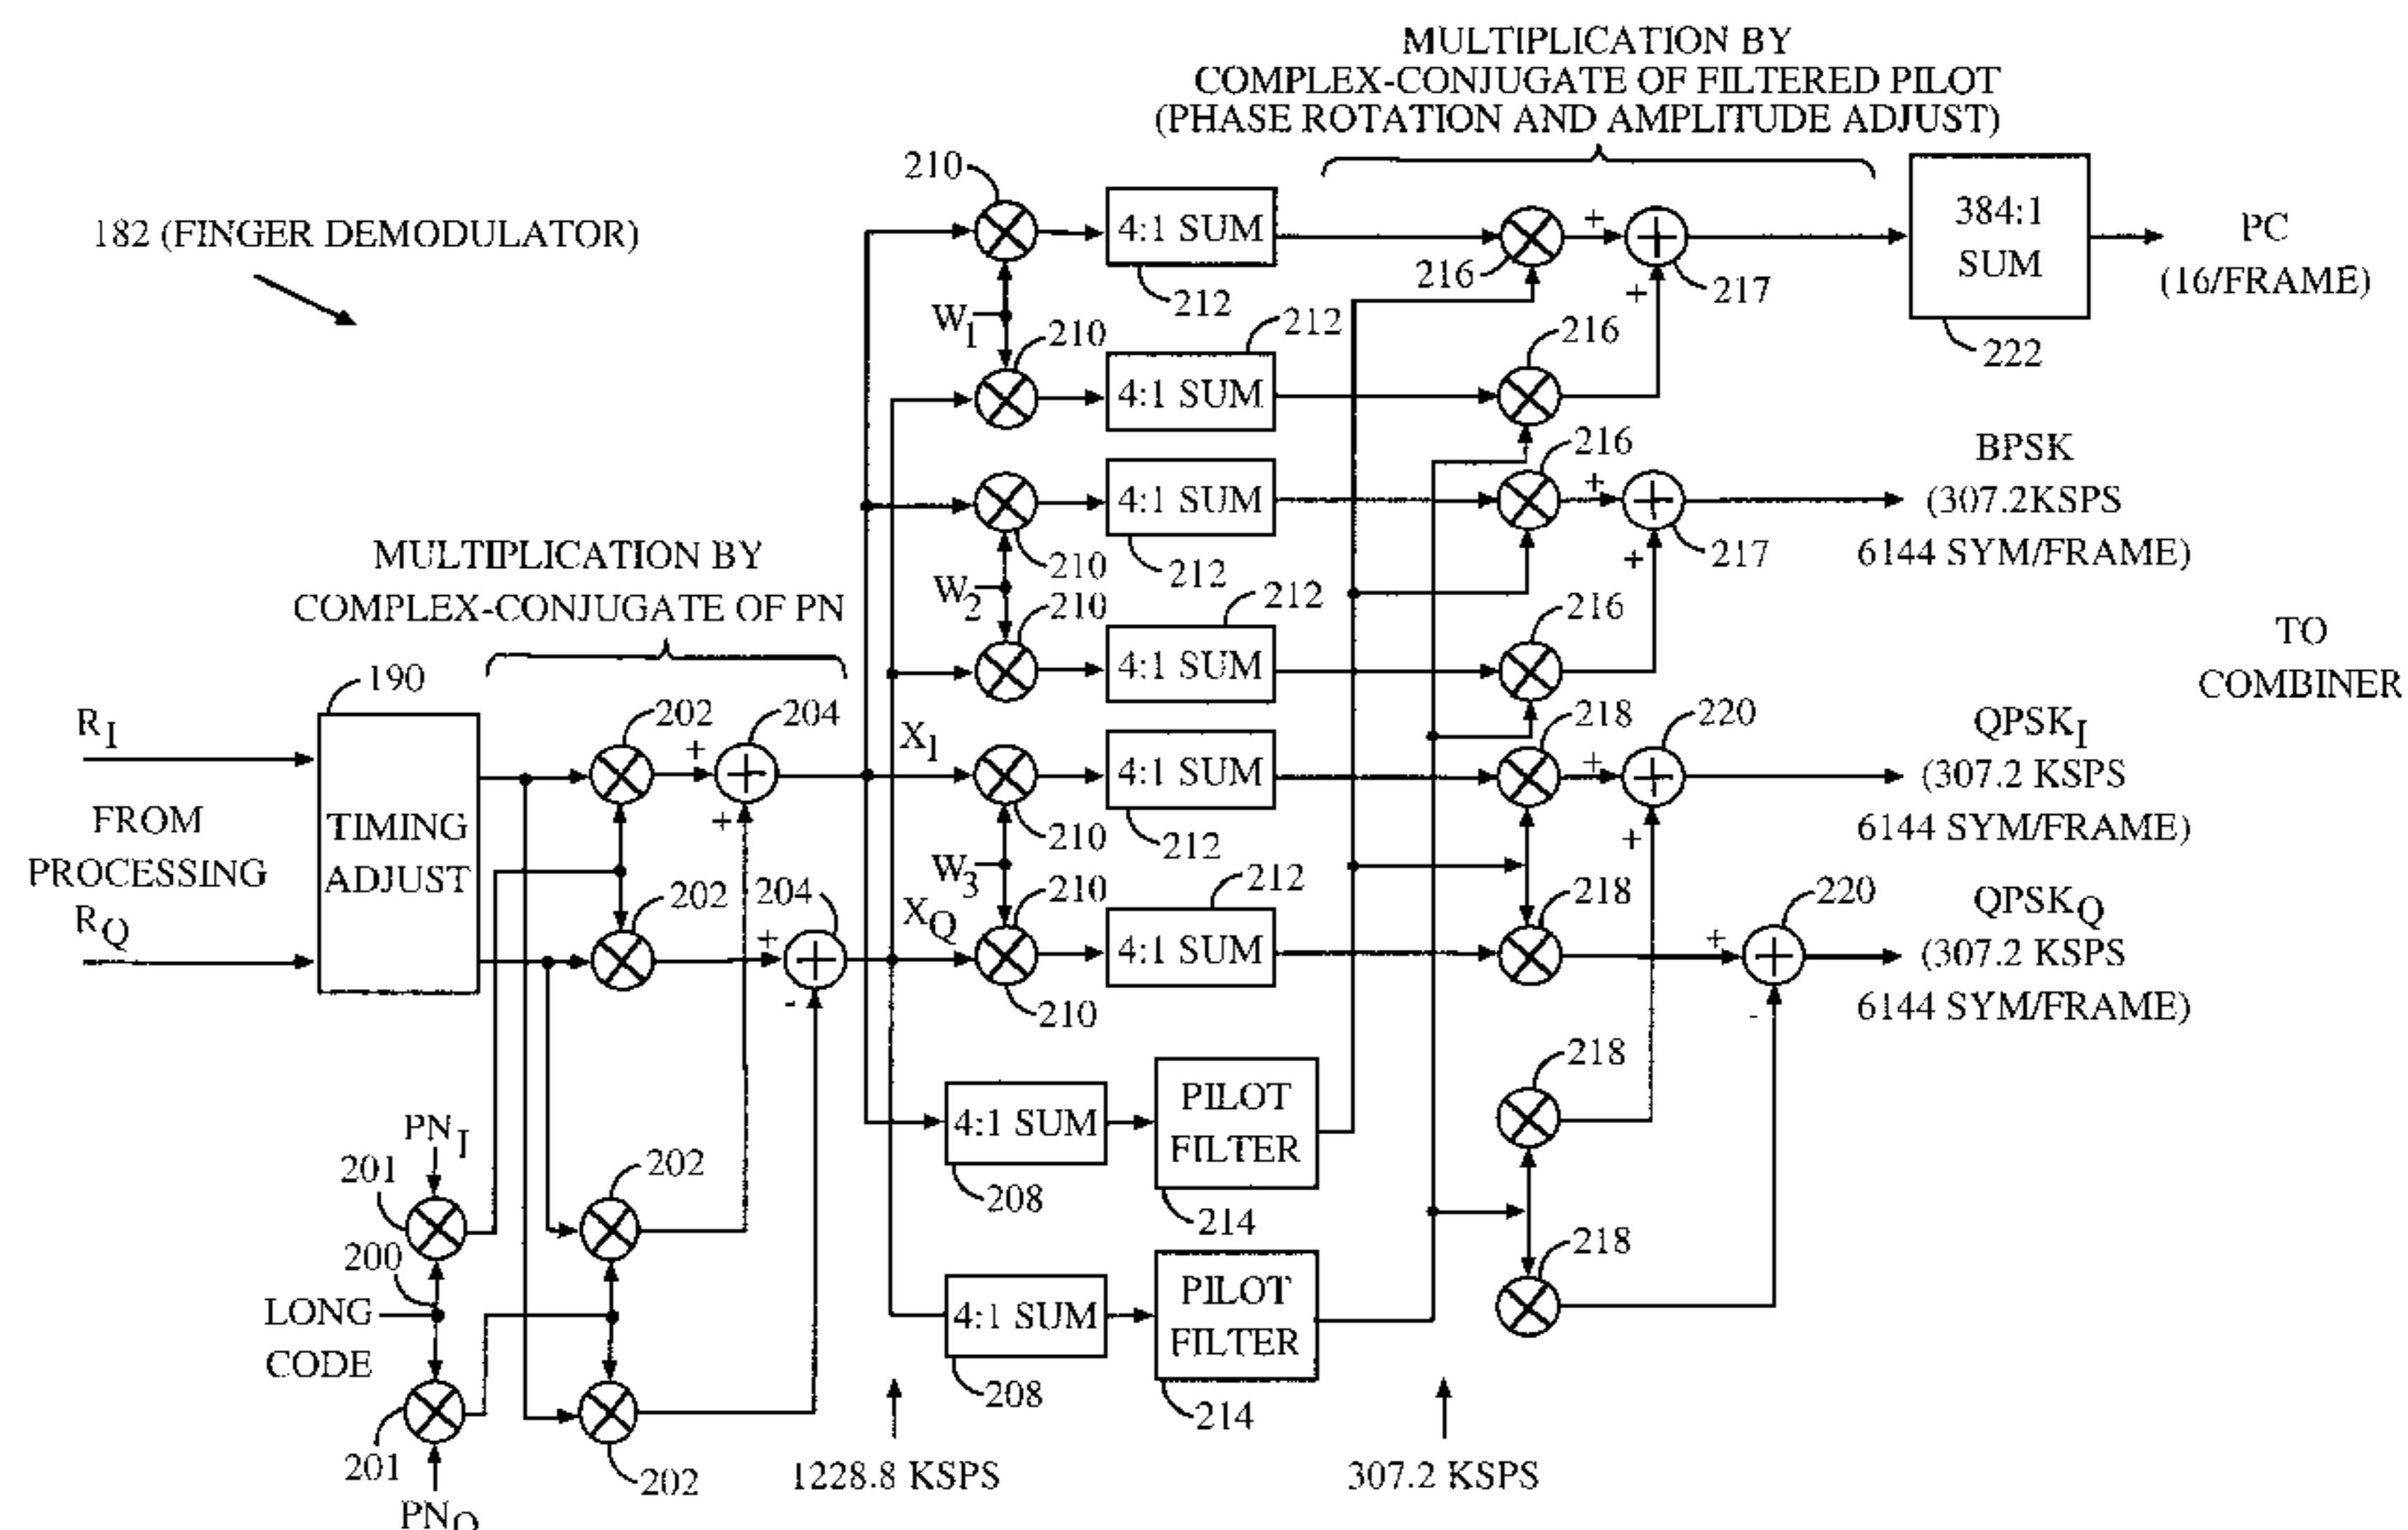 MULTIPLICATION BY
COMPLEX-CONJUGATE OF FILTERED PILOT
(PHASE ROTATION AND AMPLITUDE ADJUST)
182 (FINGER DEMODULATOR)
210
4:1 SUM
212
216
+
217
+
384:1
SUM
222
PC
(16/FRAME)
W1
210
4:1 SUM
212
216
4:1 SUM
210
212
216
+
217
+
BPSK
(307.2KSPS
6144 SYM/FRAME)
W2
210
4:1 SUM
212
216
TO
COMBINER
MULTIPLICATION BY
COMPLEX-CONJUGATE OF PN
190
RI
FROM
PROCESSING
RQ
TIMING
ADJUST
202
+
204
+
202
+
204
-
XI
4:1 SUM
210
212
218
+
220
+
QPSKI
(307.2 KSPS
6144 SYM/FRAME)
W3
210
XQ
4:1 SUM
212
210
218
+
220
-
QPSKQ
(307.2 KSPS
6144 SYM/FRAME)
218
4:1 SUM
208
PILOT
FILTER
214
218
4:1 SUM
208
PILOT
FILTER
214
PNI
201
200
LONG
CODE
201
PNQ
202
202
1228.8 KSPS
307.2 KSPS